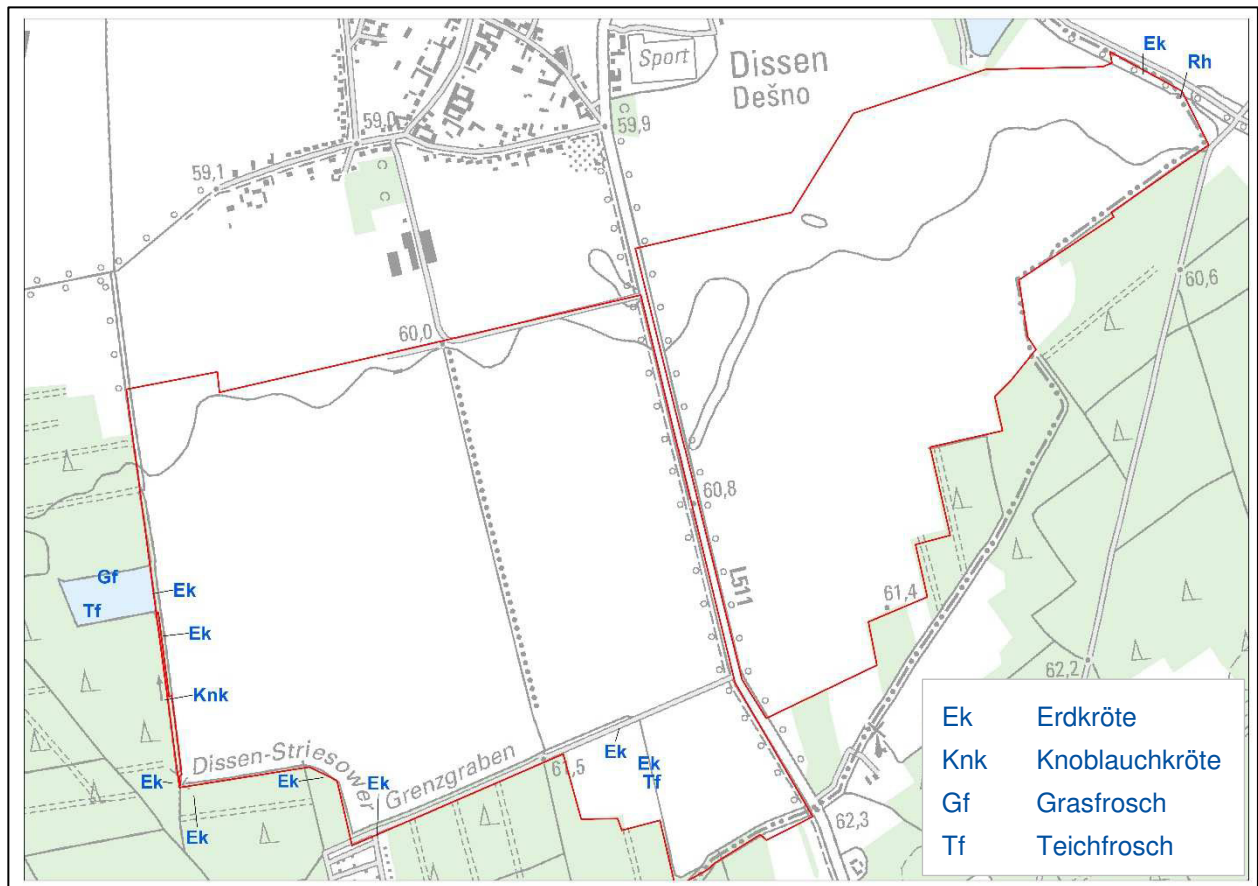 Ek
Rh
Sport
Dissen
Dešno
59,0
59,9
59,1
60,6
60,0
60,8
L511
Gf
Tf
Ek
Ek
Knk
61,4
62,2
Dissen-Striesower
Grenzgraben
Ek
Ek
Ek
Ek
Ek
Ek
Tf
61,5
62,3
Ek Erdkröte
Knk Knoblauchkröte
Gf Grasfrosch
Tf Teichfrosch